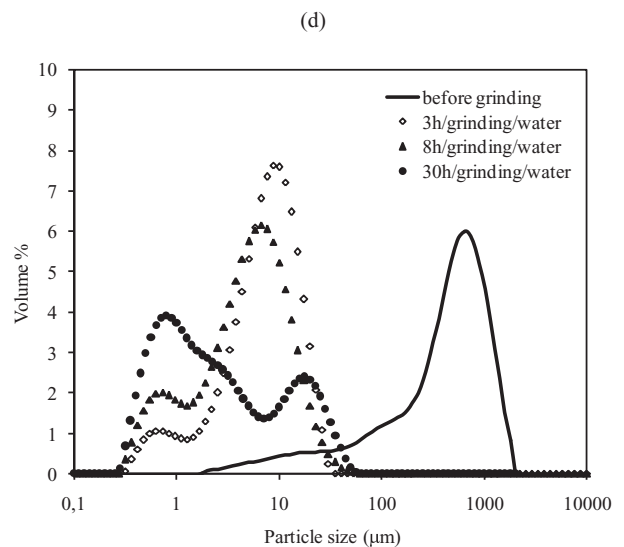 (d)
10
9
8
7
6
5
4
3
2
1
0
Volume %
before grinding
3h/grinding/water
8h/grinding/water
30h/grinding/water
0,1 1 10 100 1000 10000
Particle size (µm)